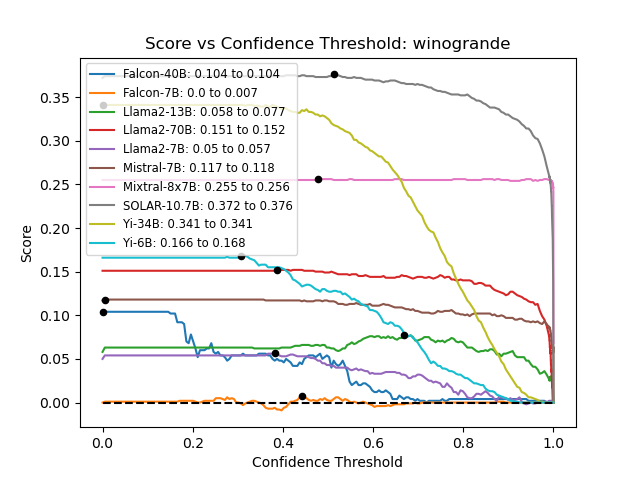 Score vs Confidence Threshold: winogrande
Score
0.35
0.30
0.25
0.20
0.15
0.10
0.05
0.00
Falcon-40B: 0.104 to 0.104
Falcon-7B: 0.0 to 0.007
Llama2-13B: 0.058 to 0.077
Llama2-70B: 0.151 to 0.152
Llama2-7B: 0.05 to 0.057
Mistral-7B: 0.117 to 0.118
Mixtral-8x7B: 0.255 to 0.256
SOLAR-10.7B: 0.372 to 0.376
Yi-34B: 0.341 to 0.341
Yi-6B: 0.166 to 0.168
0.0 0.2 0.4 0.6 0.8 1.0
Confidence Threshold